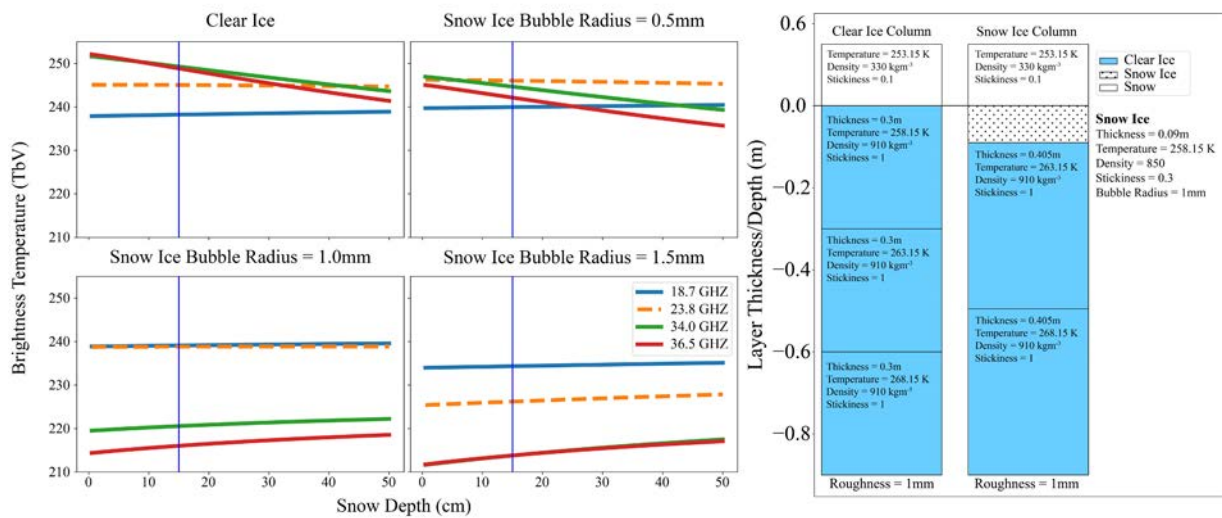 Clear Ice
Snow Ice Bubble Radius = 0.5mm
250
240
230
220
210
Snow Ice Bubble Radius = 1.0mm
Snow Ice Bubble Radius = 1.5mm
250
240
230
220
210
18.7 GHZ
23.8 GHZ
34.0 GHZ
36.5 GHZ
0 10 20 30 40 50
0 10 20 30 40 50
Snow Depth (cm)
Brightness Temperature (TbV)
Layer Thickness/Depth (m)
0.6
0.0
−0.2
−0.4
−0.6
−0.8
Clear Ice Column
Temperature = 253.15 K
Density = 330 kgm⁻³
Stickiness = 0.1
Thickness = 0.3m
Temperature = 258.15 K
Density = 910 kgm⁻³
Stickiness = 1
Thickness = 0.3m
Temperature = 263.15 K
Density = 910 kgm⁻³
Stickiness = 1
Thickness = 0.3m
Temperature = 268.15 K
Density = 910 kgm⁻³
Stickiness = 1
Roughness = 1mm
Snow Ice Column
Temperature = 253.15 K
Density = 330 kgm⁻³
Stickiness = 0.1
Thickness = 0.405m
Temperature = 263.15 K
Density = 910 kgm⁻³
Stickiness = 1
Thickness = 0.405m
Temperature = 268.15 K
Density = 910 kgm⁻³
Stickiness = 1
Roughness = 1mm
Clear Ice
Snow Ice
Snow
Snow Ice
Thickness = 0.09m
Temperature = 258.15 K
Density = 850
Stickiness = 0.3
Bubble Radius = 1mm